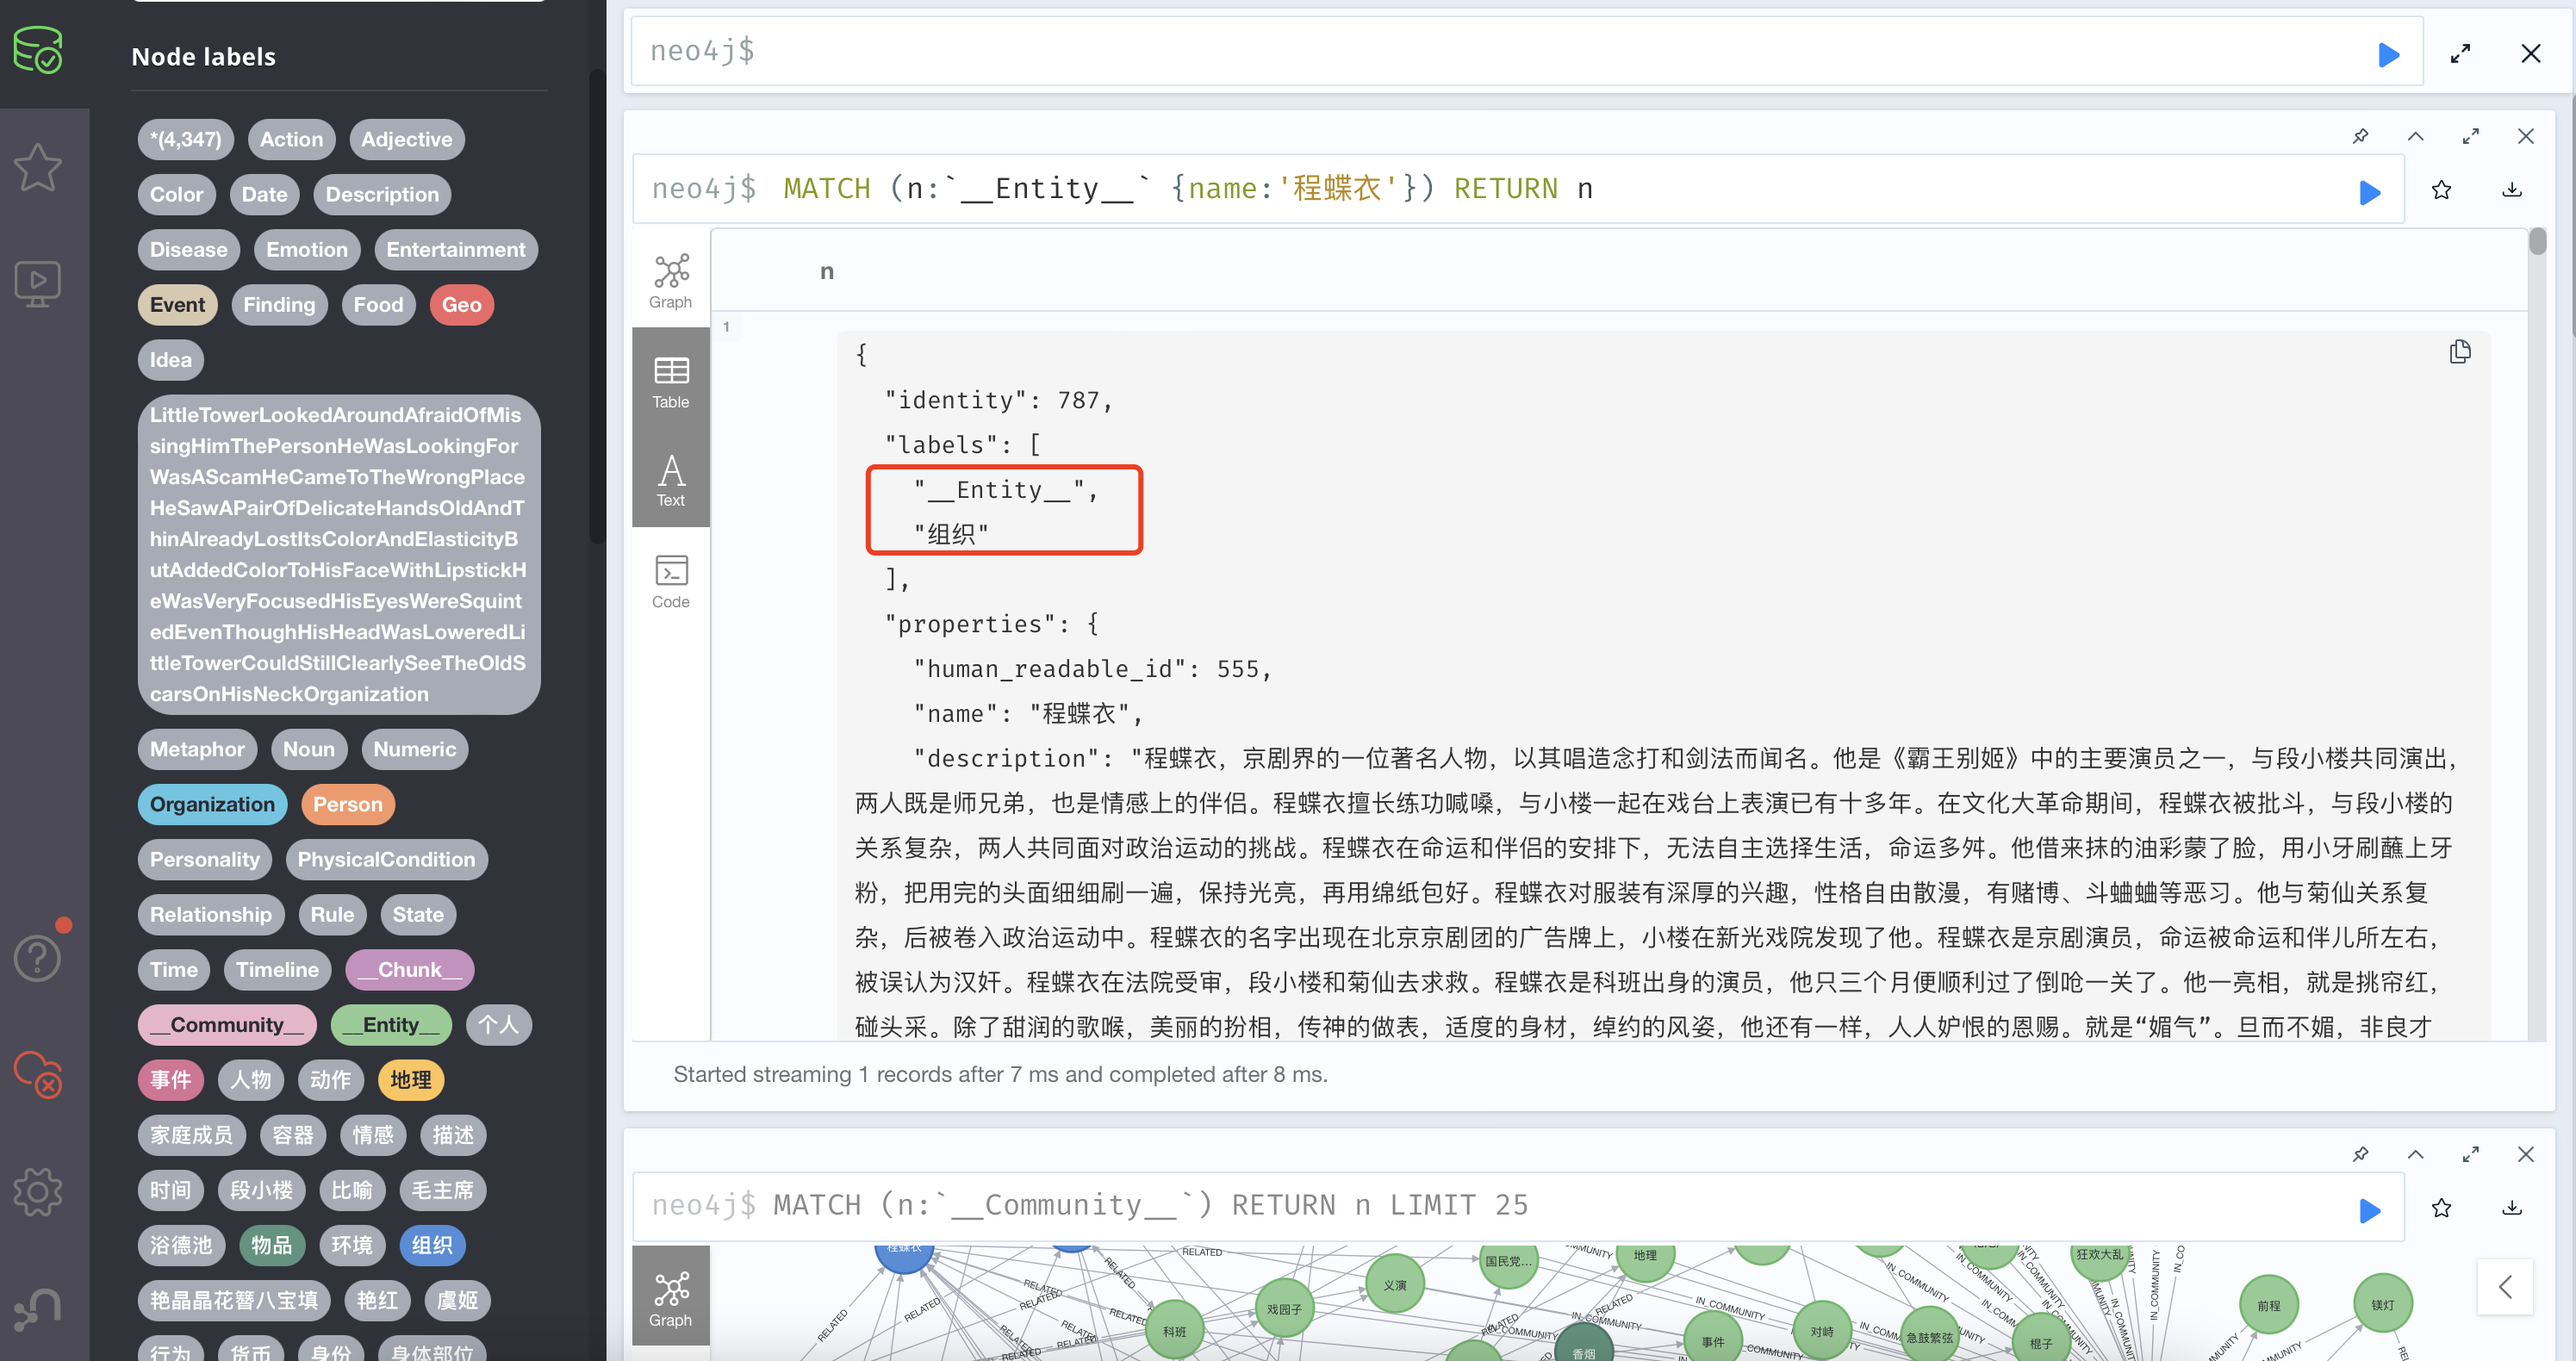 Node labels
*(4,347) Action Adjective
Color Date Description
Disease Emotion Entertainment
Event Finding Food Geo
Idea
LittleTowerLookedAroundAfraidOfMis
singHimThePersonHeWasLookingFor
WasAScamHeCameToTheWrongPlace
HeSawAPairOfDelicateHandsOldAndT
hinAlreadyLostItsColorAndElasticityB
utAddedColorToHisFaceWithLipstickH
eWasVeryFocusedHisEyesWereSquint
edEvenThoughHisHeadWasLoweredLi
ttleTowerCouldStillClearlySeeTheOldS
carsOnHisNeckOrganization
Metaphor Noun Numeric
Organization Person
Personality PhysicalCondition
Relationship Rule State
Time Timeline __Chunk__
__Community__ __Entity__ 个人
事件 人物 动作 地理
家庭成员 容器 情感 描述
时间 段小楼 比喻 毛主席
浴德池 物品 环境 组织
艳晶晶花簪八宝填 艳红 虞姬
行为 货币 身份 身体部位
neo4j$
neo4j$ MATCH (n:`__Entity__` {name:'程蝶衣'}) RETURN n
Graph
Table
Text
Code
n
1
{
"identity": 787,
"labels": [
"__Entity__",
"组织"
],
"properties": {
"human_readable_id": 555,
"name": "程蝶衣",
"description": "程蝶衣，京剧界的一位著名人物，以其唱造念打和剑法而闻名。他是《霸王别姬》中的主要演员之一，与段小楼共同演出，
两人既是师兄弟，也是情感上的伴侣。程蝶衣擅长练功喊嗓，与小楼一起在戏台上表演已有十多年。在文化大革命期间，程蝶衣被批斗，与段小楼的
关系复杂，两人共同面对政治运动的挑战。程蝶衣在命运和伴侣的安排下，无法自主选择生活，命运多舛。他借来抹的油彩蒙了脸，用小牙刷蘸上牙
粉，把用完的头面细细刷一遍，保持光亮，再用绵纸包好。程蝶衣对服装有深厚的兴趣，性格自由散漫，有赌博、斗蛐蛐等恶习。他与菊仙关系复
杂，后被卷入政治运动中。程蝶衣的名字出现在北京京剧团的广告牌上，小楼在新光戏院发现了他。程蝶衣是京剧演员，命运被命运和伴儿所左右，
被误认为汉奸。程蝶衣在法院受审，段小楼和菊仙去求救。程蝶衣是科班出身的演员，他只三个月便顺利过了倒呛一关了。他一亮相，就是挑帘红，
碰头采。除了甜润的歌喉，美丽的扮相，传神的做表，适度的身材，绰约的风姿，他还有一样，人人妒恨的恩赐。就是“媚气”。旦而不媚，非良才
Started streaming 1 records after 7 ms and completed after 8 ms.
neo4j$ MATCH (n:`__Community__`) RETURN n LIMIT 25
Graph
程蝶衣
RELATED
国民党...
地理
狂欢大乱
义演
戏园子
科班
香烟
事件
对峙
急鼓繁弦
棍子
前程
镁灯
RELATED
RELATED
RELATED
RELATED
RELATED
RELATED
RELATED
RELATED
IN_COMMUNITY
IN_COMMUNITY
IN_COMMUNITY
IN_COMMUNITY